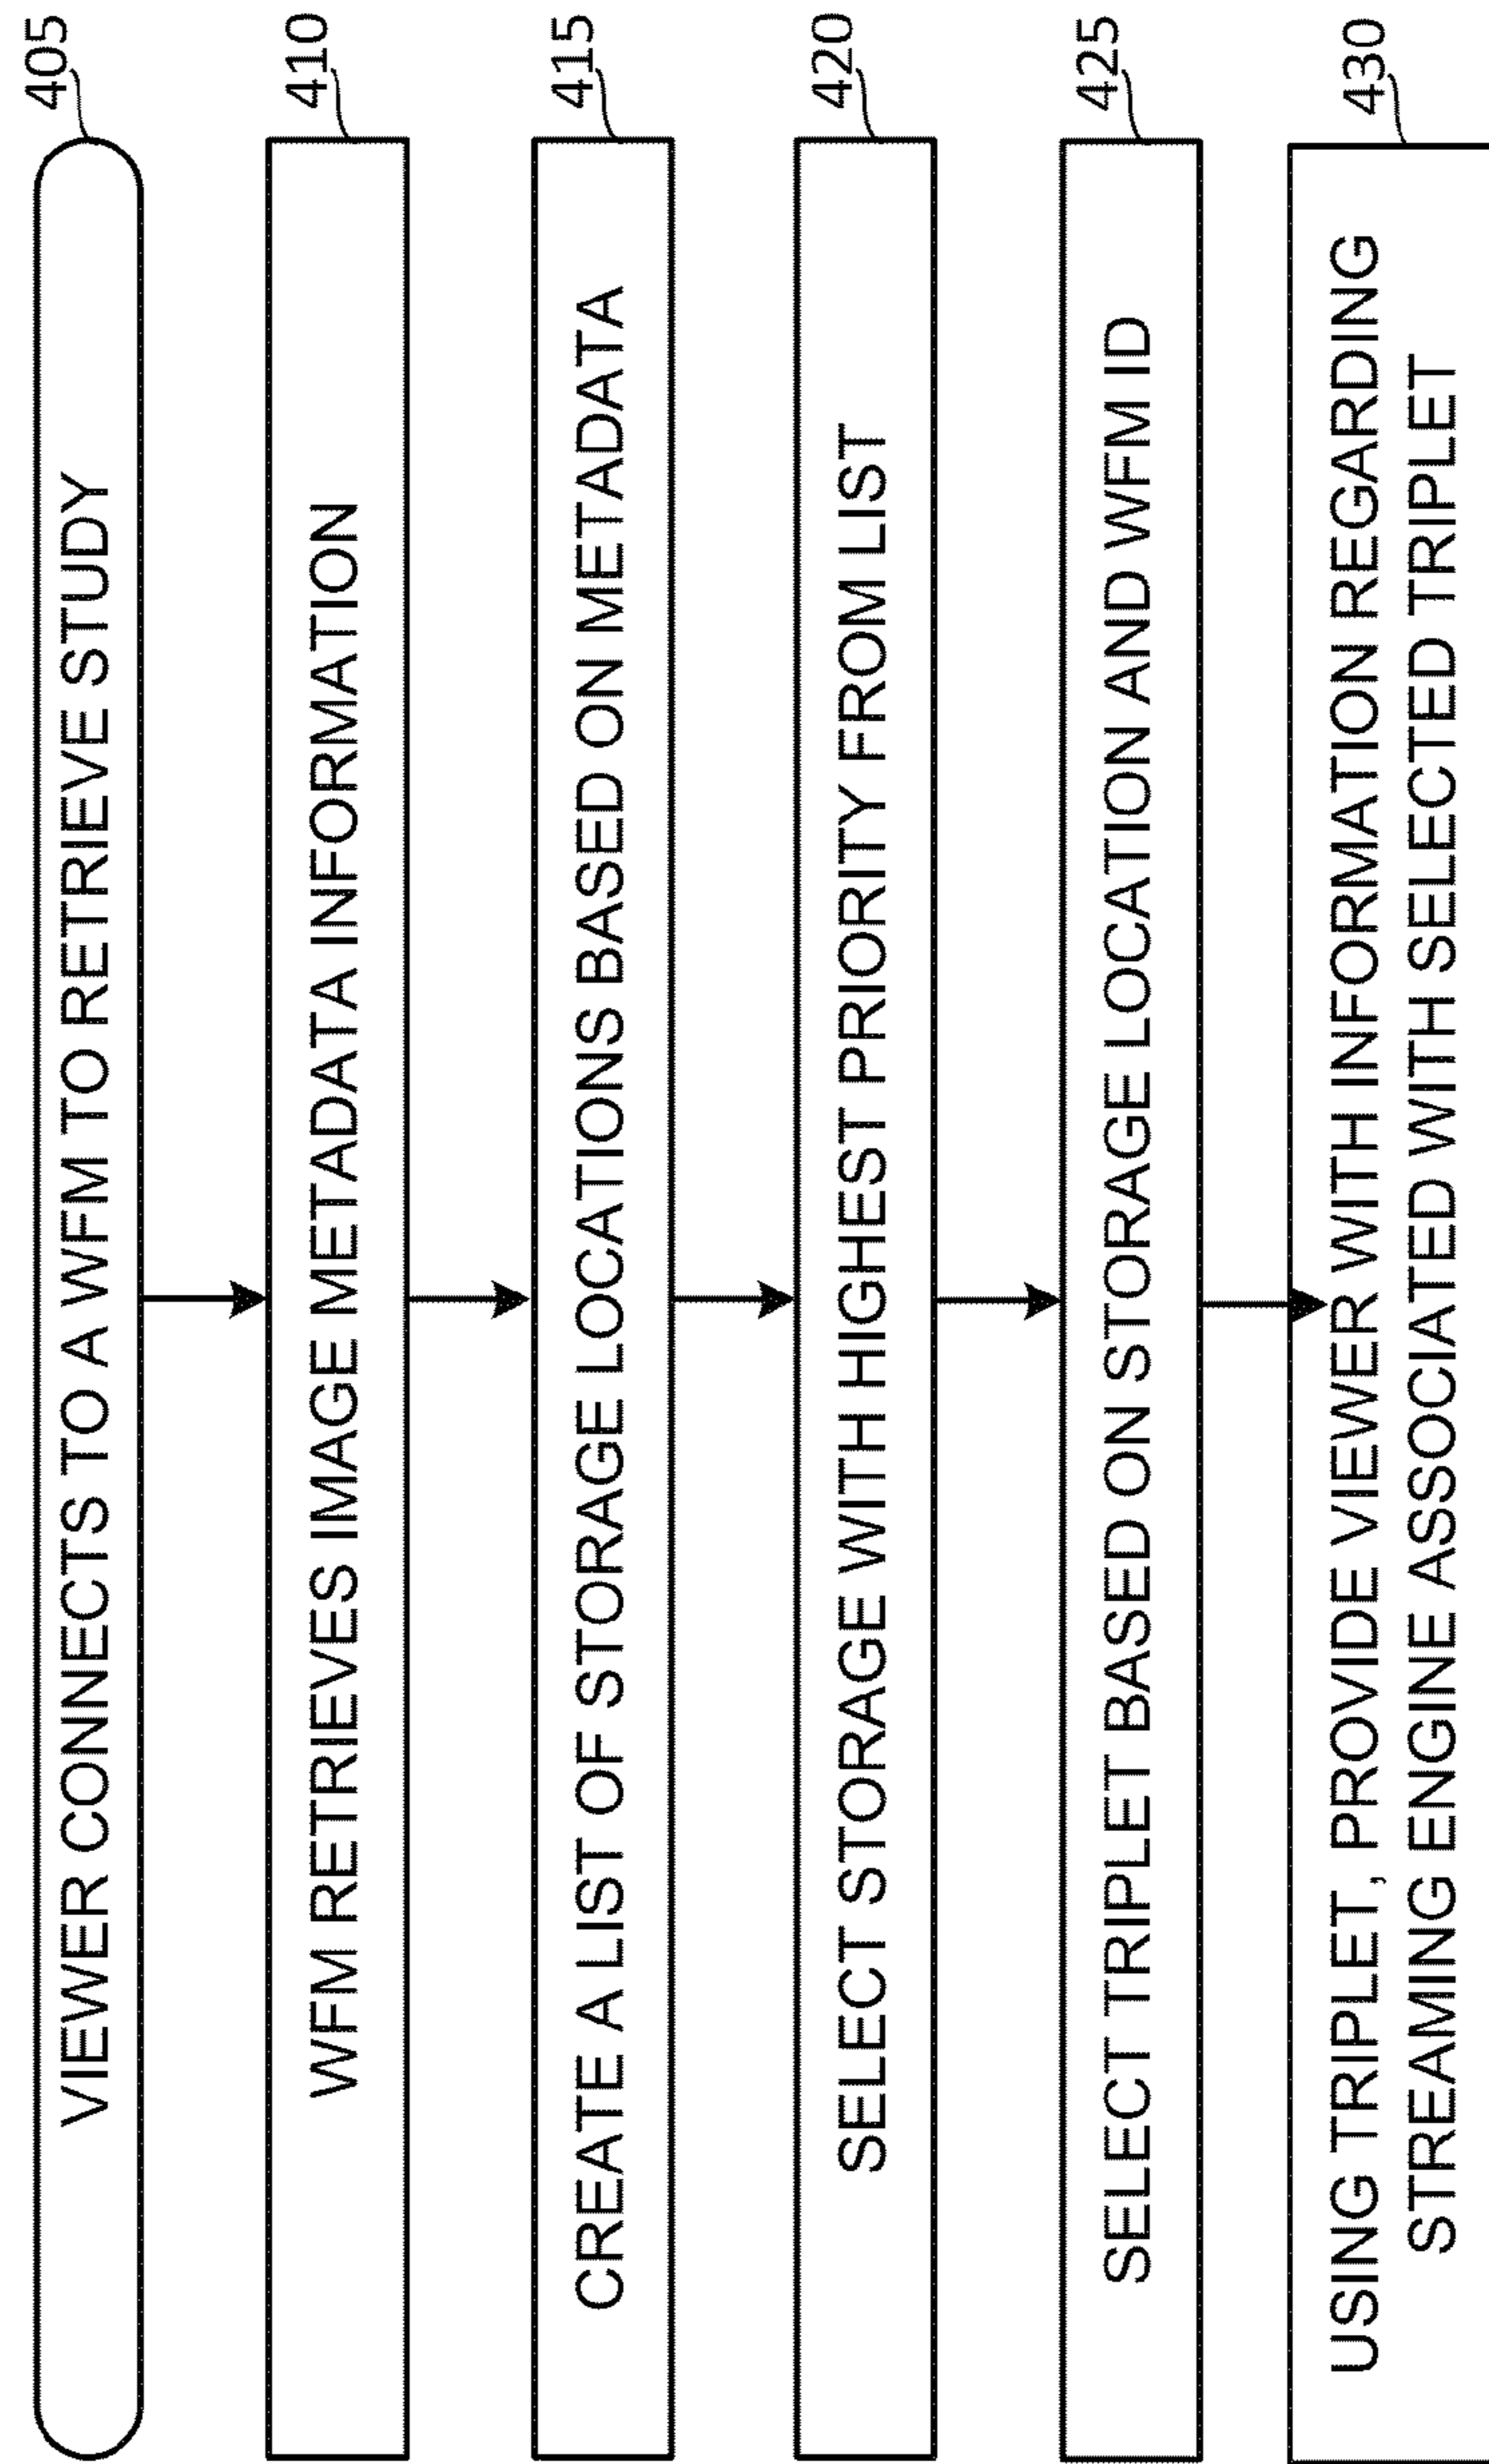 405
VIEWER CONNECTS TO A WFM TO RETRIEVE STUDY
410
WFM RETRIEVES IMAGE METADATA INFORMATION
415
CREATE A LIST OF STORAGE LOCATIONS BASED ON METADATA
420
SELECT STORAGE WITH HIGHEST PRIORITY FROM LIST
425
SELECT TRIPLET BASED ON STORAGE LOCATION AND WFM ID
430
USING TRIPLET, PROVIDE VIEWER WITH INFORMATION REGARDING
STREAMING ENGINE ASSOCIATED WITH SELECTED TRIPLET